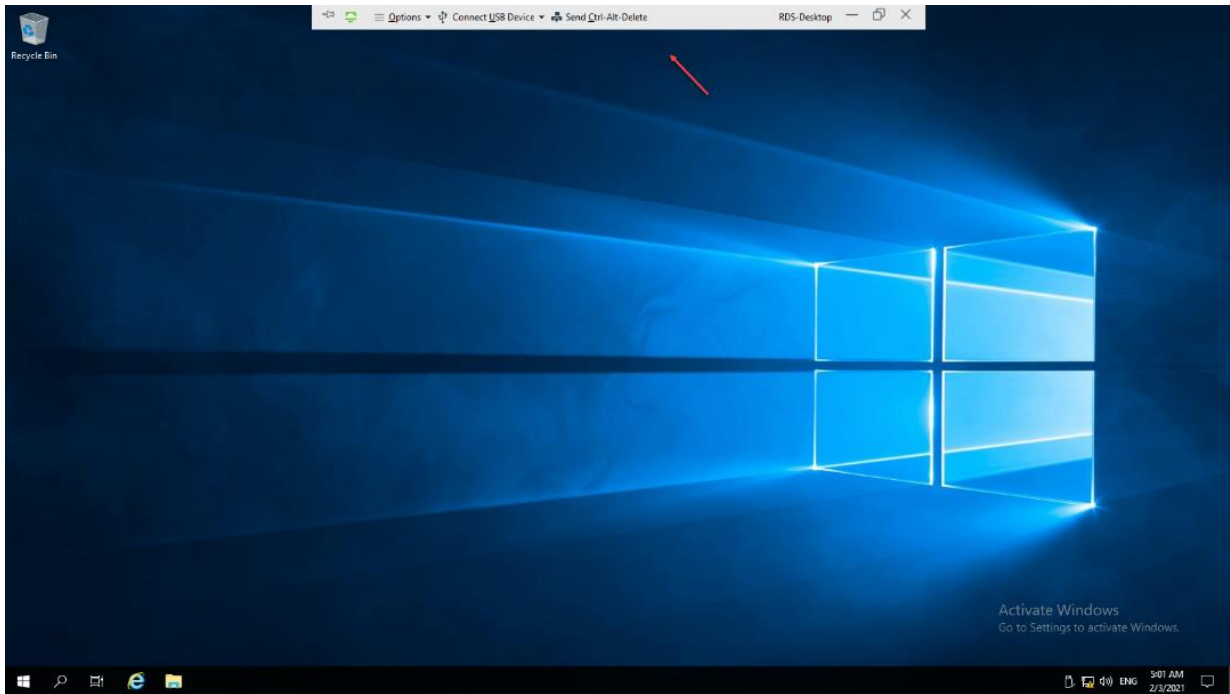 Options Connect USB Device Send Ctrl-Alt-Delete RDS-Desktop
Recycle Bin
Activate Windows
Go to Settings to activate Windows.
ENG 5:01 AM
2/3/2021